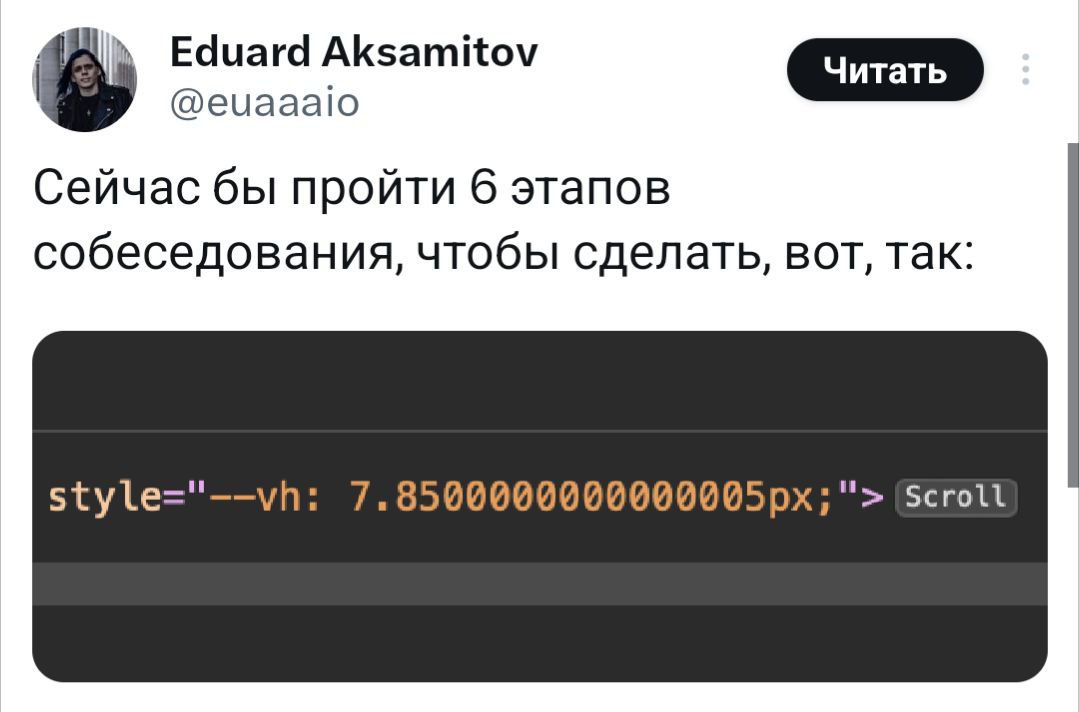 Eduard Aksamitov
@euaaaio
Читать
Сейчас бы пройти 6 этапов
собеседования, чтобы сделать, вот, так:
style="--vh: 7.8500000000000005px;"> Scroll